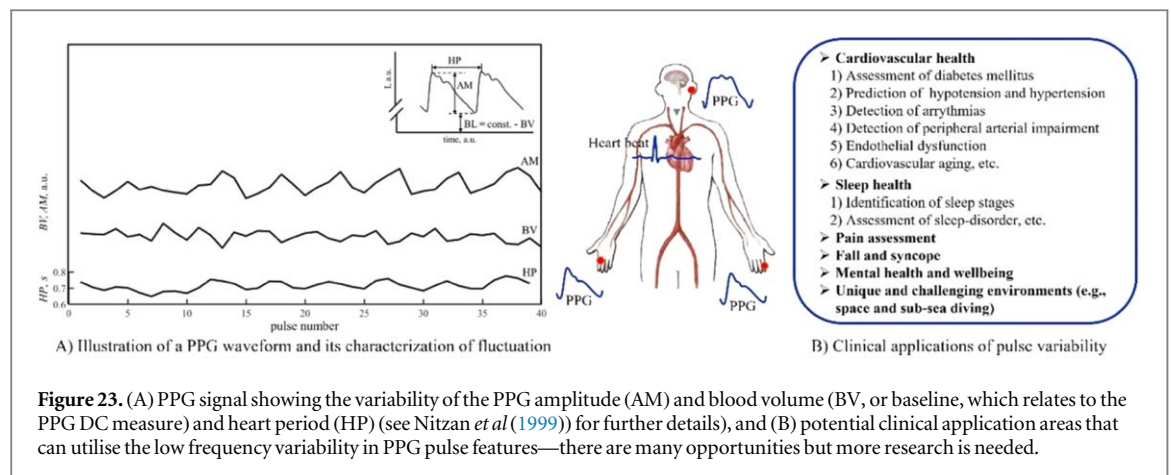 HP
AM
I, a.u.
BL = const. - BV
time, a.u.
BV, AM, a.u.
AM
BV
HP
HP, s
0.8
0.7
0.6
0 5 10 15 20 25 30 35 40
pulse number
A) Illustration of a PPG waveform and its characterization of fluctuation
PPG
Heart beat
PPG
PPG
➤ Cardiovascular health
1) Assessment of diabetes mellitus
2) Prediction of hypotension and hypertension
3) Detection of arrythmias
4) Detection of peripheral arterial impairment
5) Endothelial dysfunction
6) Cardiovascular aging, etc.
➤ Sleep health
1) Identification of sleep stages
2) Assessment of sleep-disorder, etc.
➤ Pain assessment
➤ Fall and syncope
➤ Mental health and wellbeing
➤ Unique and challenging environments (e.g.,
space and sub-sea diving)
B) Clinical applications of pulse variability
Figure 23. (A) PPG signal showing the variability of the PPG amplitude (AM) and blood volume (BV, or baseline, which relates to the
PPG DC measure) and heart period (HP) (see Nitzan et al (1999)) for further details), and (B) potential clinical application areas that
can utilise the low frequency variability in PPG pulse features—there are many opportunities but more research is needed.